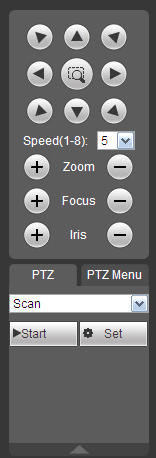 Speed(1-8): 5
Zoom
Focus
Iris
PTZ PTZ Menu
Scan
Start Set